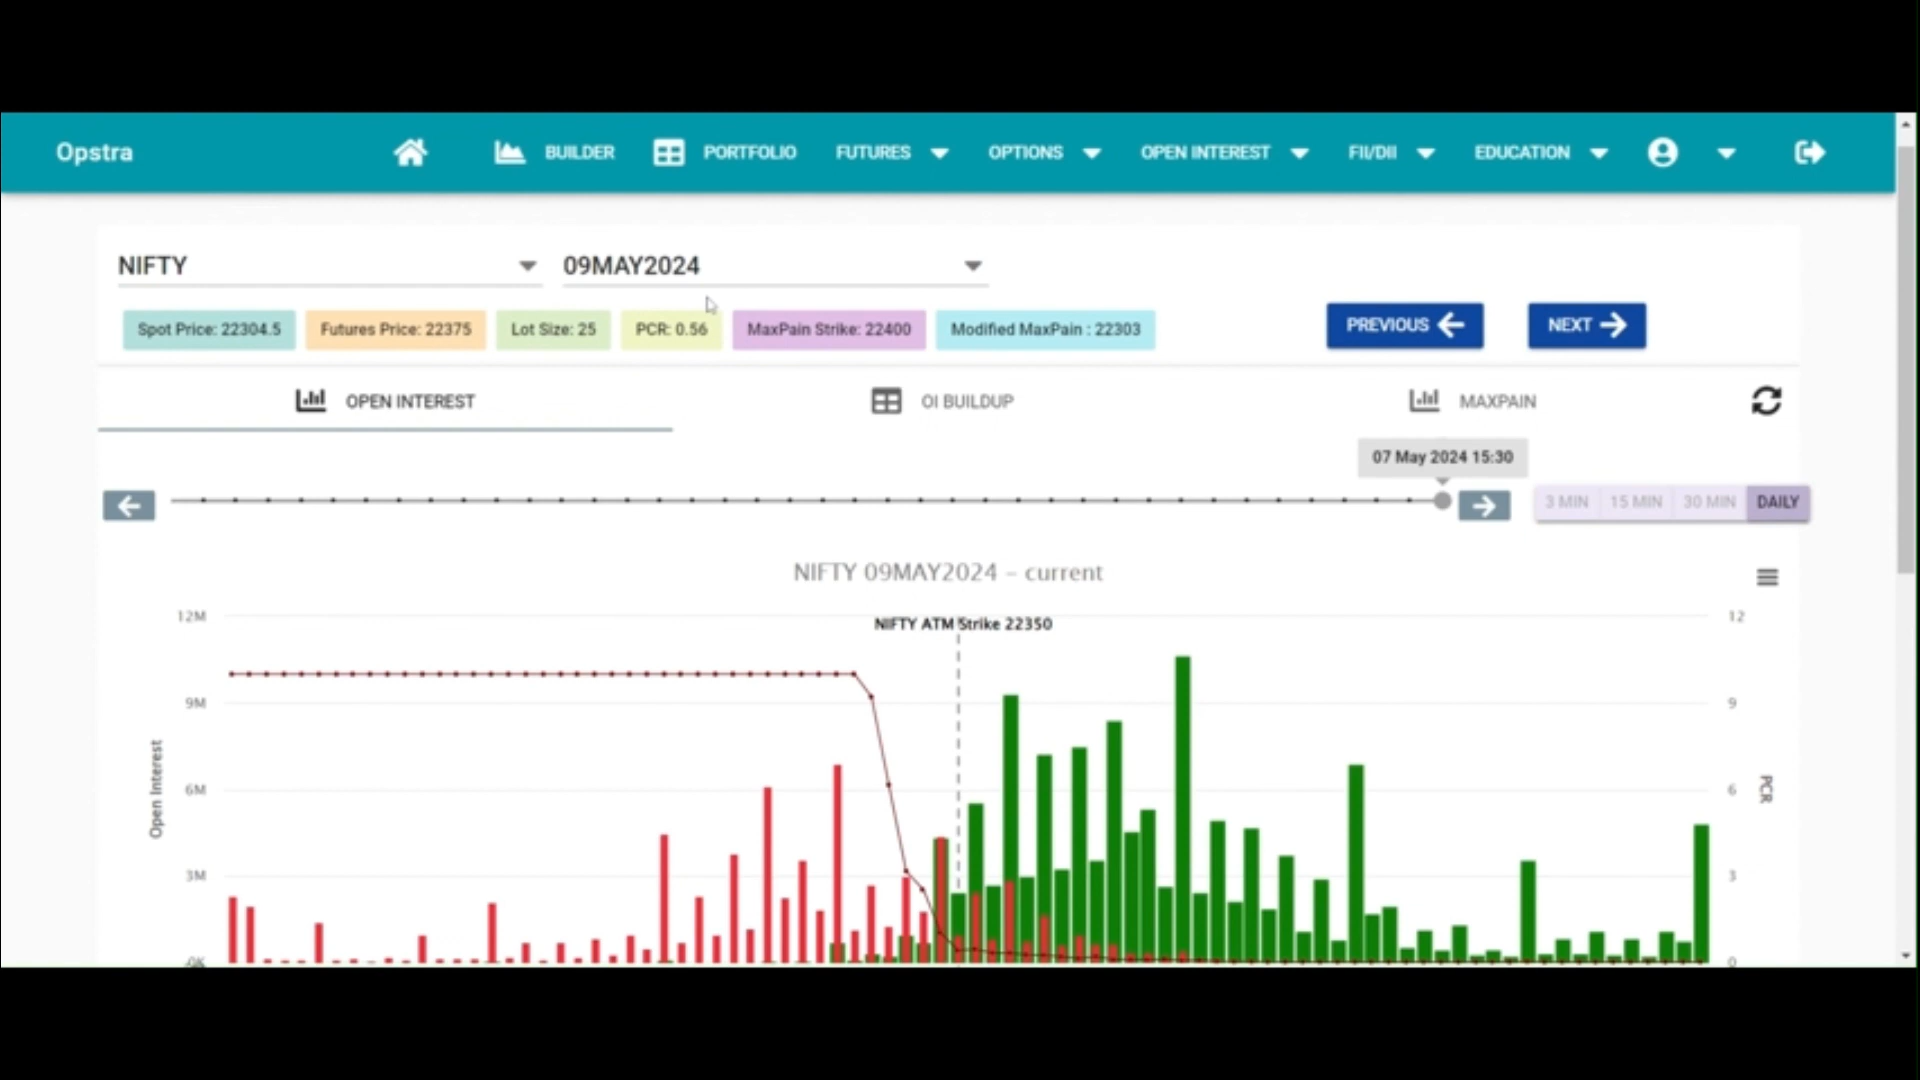 Opstra BUILDER PORTFOLIO FUTURES OPTIONS OPEN INTEREST FII/DII EDUCATION
NIFTY 09MAY2024
Spot Price: 22304.5 Futures Price: 22375 Lot Size: 25 PCR: 0.56 MaxPain Strike: 22400 Modified MaxPain : 22303 PREVIOUS NEXT
OPEN INTEREST OI BUILDUP MAXPAIN
07 May 2024 15:30
3 MIN 15 MIN 30 MIN DAILY
NIFTY 09MAY2024 – current
12M 12
NIFTY ATM Strike 22350
9M 9
Open Interest
6M 6
PCR
3M 3
0K 0